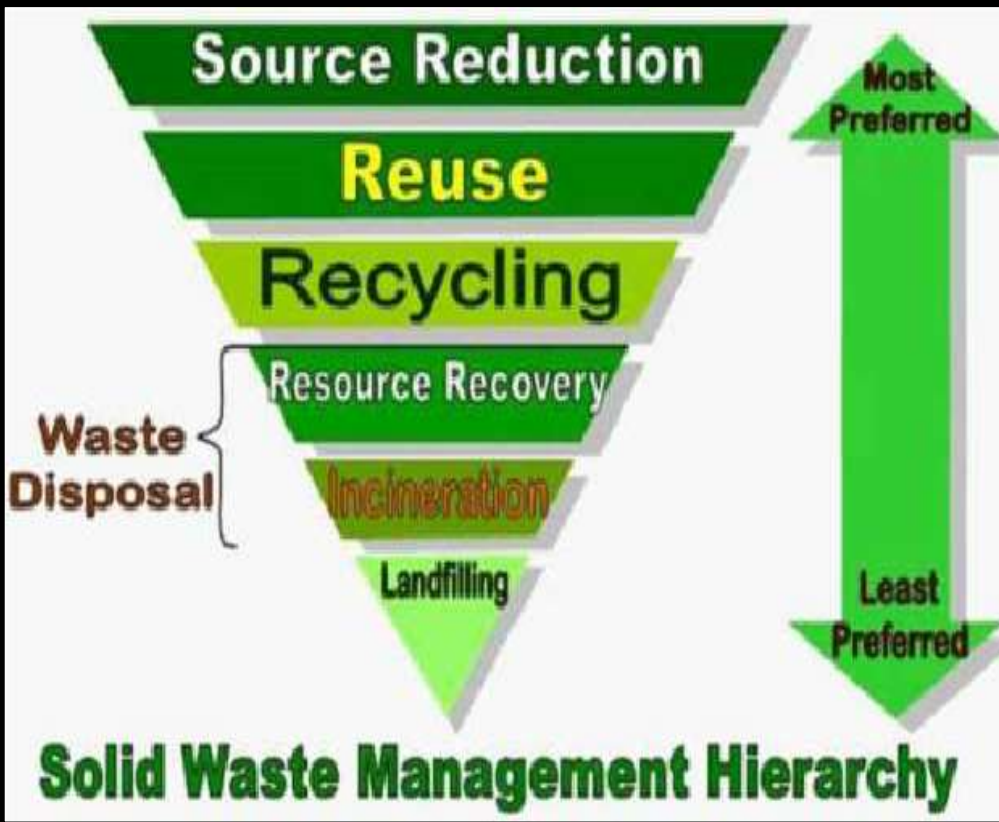 Source Reduction
Most
Preferred
Reuse
Recycling
Resource Recovery
Waste
Disposal
Incineration
Landfilling
Least
Preferred
Solid Waste Management Hierarchy